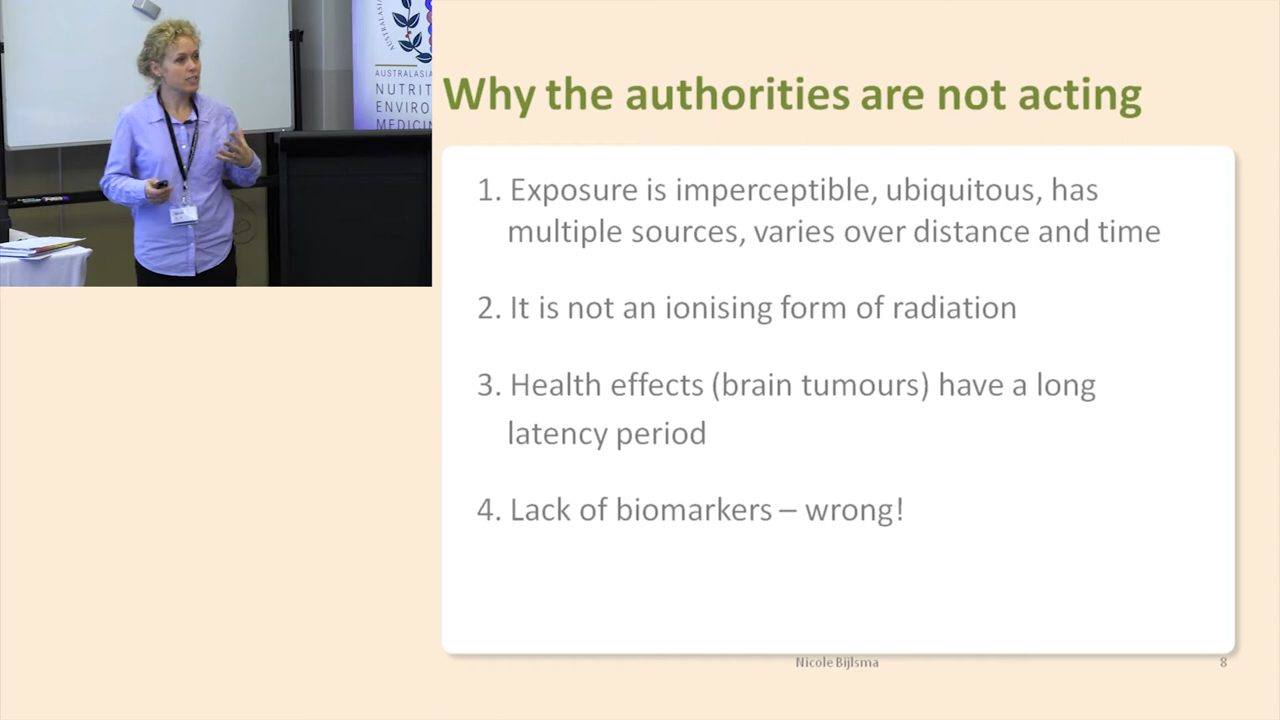 AUSTRALASIA
AUSTRALASIA
NUTRIT
ENVIRO
MEDICIN
Why the authorities are not acting
1. Exposure is imperceptible, ubiquitous, has
multiple sources, varies over distance and time
2. It is not an ionising form of radiation
3. Health effects (brain tumours) have a long
latency period
4. Lack of biomarkers – wrong!
Nicole Bijlsma
8